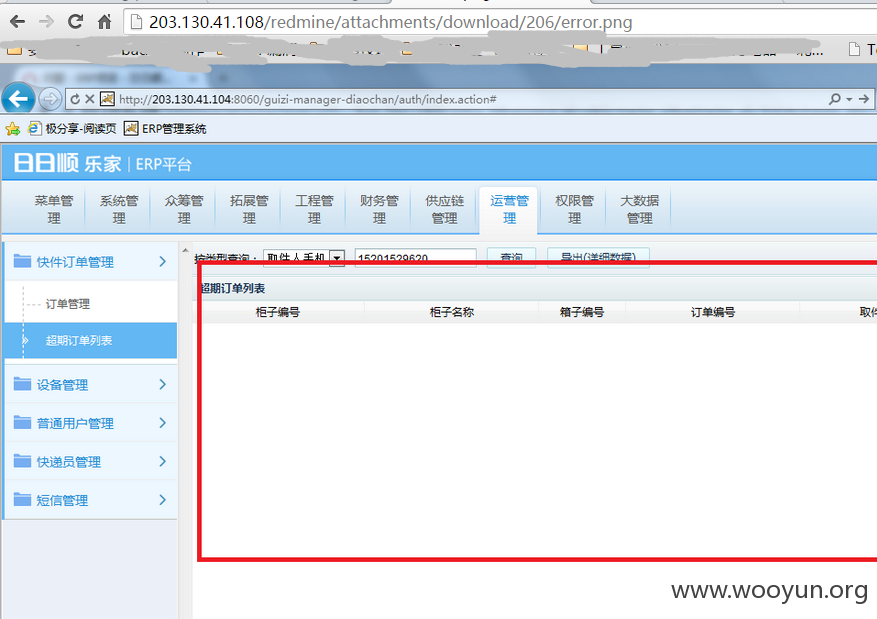 203.130.41.108/redmine/attachments/download/206/error.png
http://203.130.41.104:8060/guizi-manager-diaochan/auth/index.action#
极分享-阅读页 ERP管理系统
日日顺 乐家 | ERP平台
菜单管理 系统管理 众筹管理 拓展管理 工程管理 财务管理 供应链管理 运营管理 权限管理 大数据管理
按类型查询: 取件人手机 15201529620 查询 导出(详细数据)
快件订单管理
订单管理
超期订单列表
设备管理
普通用户管理
快递员管理
短信管理
超期订单列表
柜子编号 柜子名称 箱子编号 订单编号 取件
www.wooyun.org